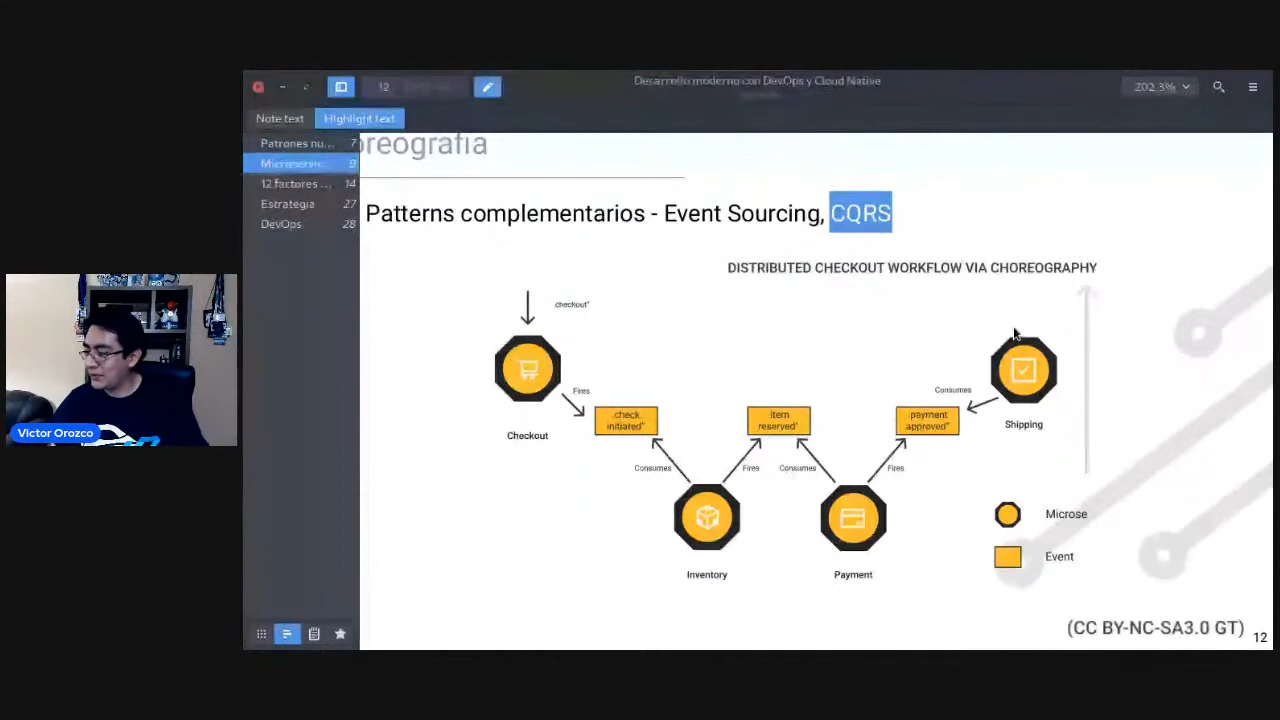 12
Desarrollo moderno con DevOps y Cloud Native
202,3%
Note text
Highlight text
Patrones nu... 7
Microservic... 9
12 factores ... 14
Estrategia 27
DevOps 28
oreografía
Patterns complementarios - Event Sourcing, CQRS
DISTRIBUTED CHECKOUT WORKFLOW VIA CHOREOGRAPHY
checkout"
Fires
Consumes
.check
initiated"
item
reserved'
.payment
approved"
Checkout
Shipping
Consumes
Fires
Consumes
Fires
Microse
Event
Inventory
Payment
Victor Orozco
(CC BY-NC-SA3.0 GT)
12